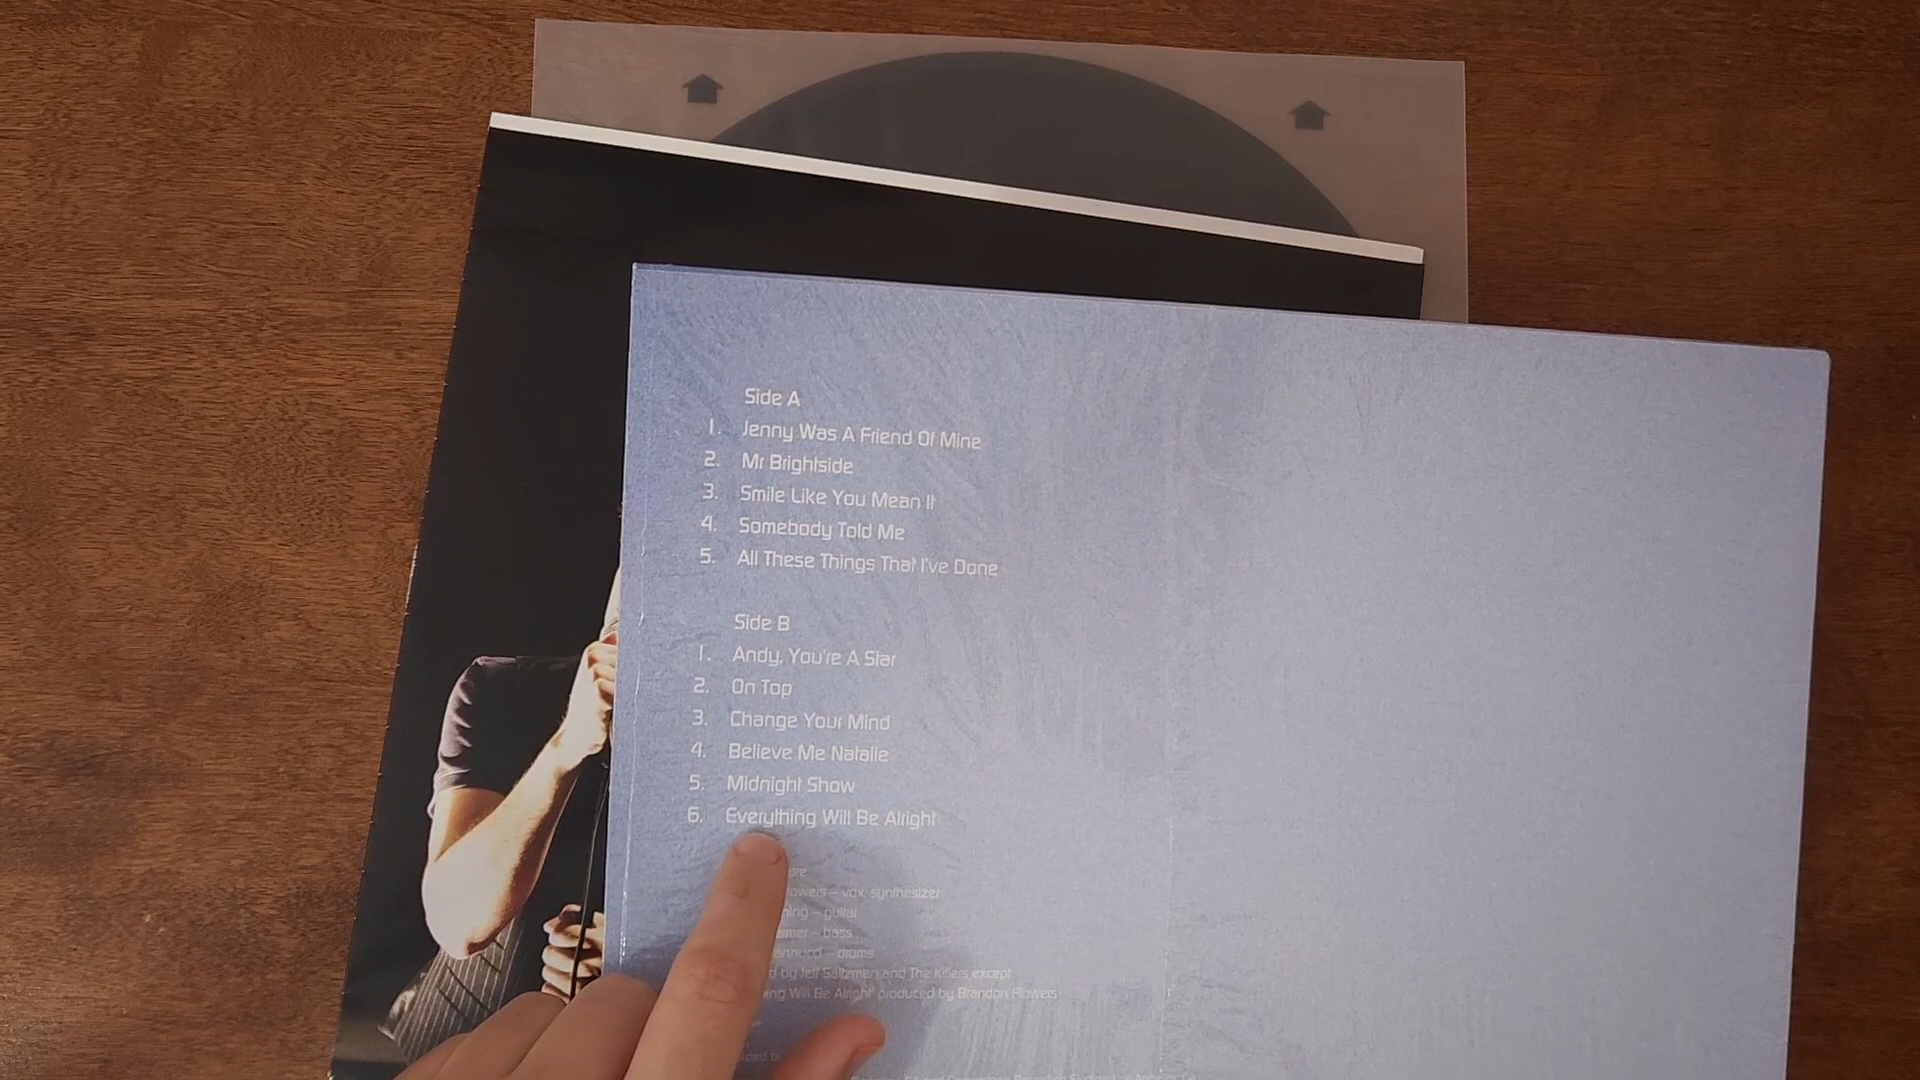 Side A
1. Jenny Was A Friend Of Mine
2. Mr Brightside
3. Smile Like You Mean It
4. Somebody Told Me
5. All These Things That I've Done
Side B
1. Andy, You're A Star
2. On Top
3. Change Your Mind
4. Believe Me Natalie
5. Midnight Show
6. Everything Will Be Alright
– vox, synthesizer
– guitar
– bass
– drums
by Jeff Saltzman and The Killers except
Will Be Alright' produced by Brandon Flowers